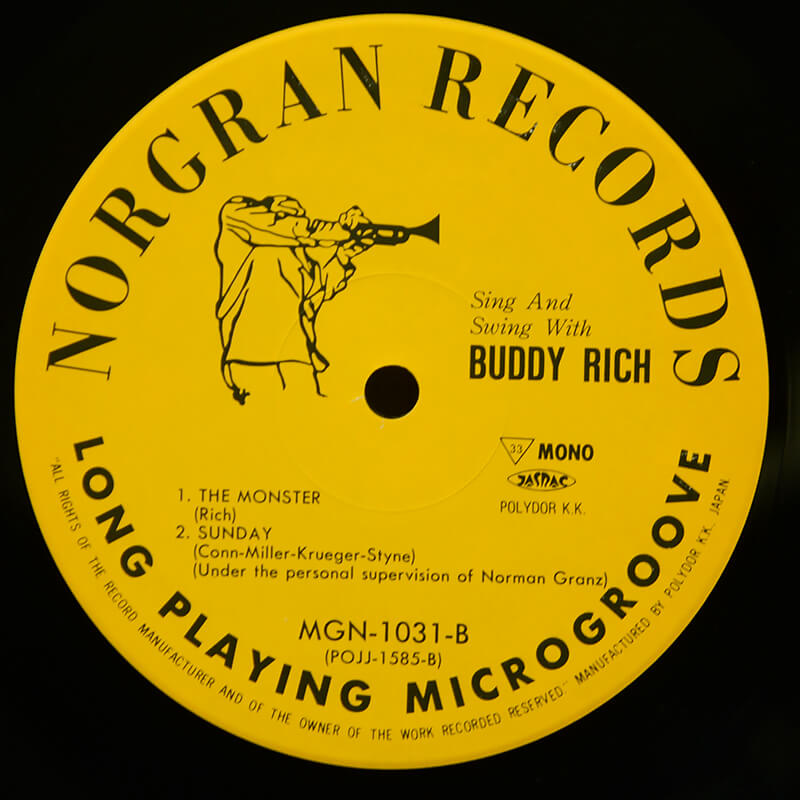 NORGRAN RECORDS
Sing And
Swing With
BUDDY RICH
33 MONO
JASRAC
POLYDOR K.K.
1. THE MONSTER
(Rich)
2. SUNDAY
(Conn-Miller-Krueger-Styne)
(Under the personal supervision of Norman Granz)
MGN-1031-B
(POJJ-1585-B)
LONG PLAYING MICROGROOVE
"ALL RIGHTS OF THE RECORD MANUFACTURER AND OF THE OWNER OF THE WORK RECORDED RESERVED" MANUFACTURED BY POLYDOR K.K. JAPAN